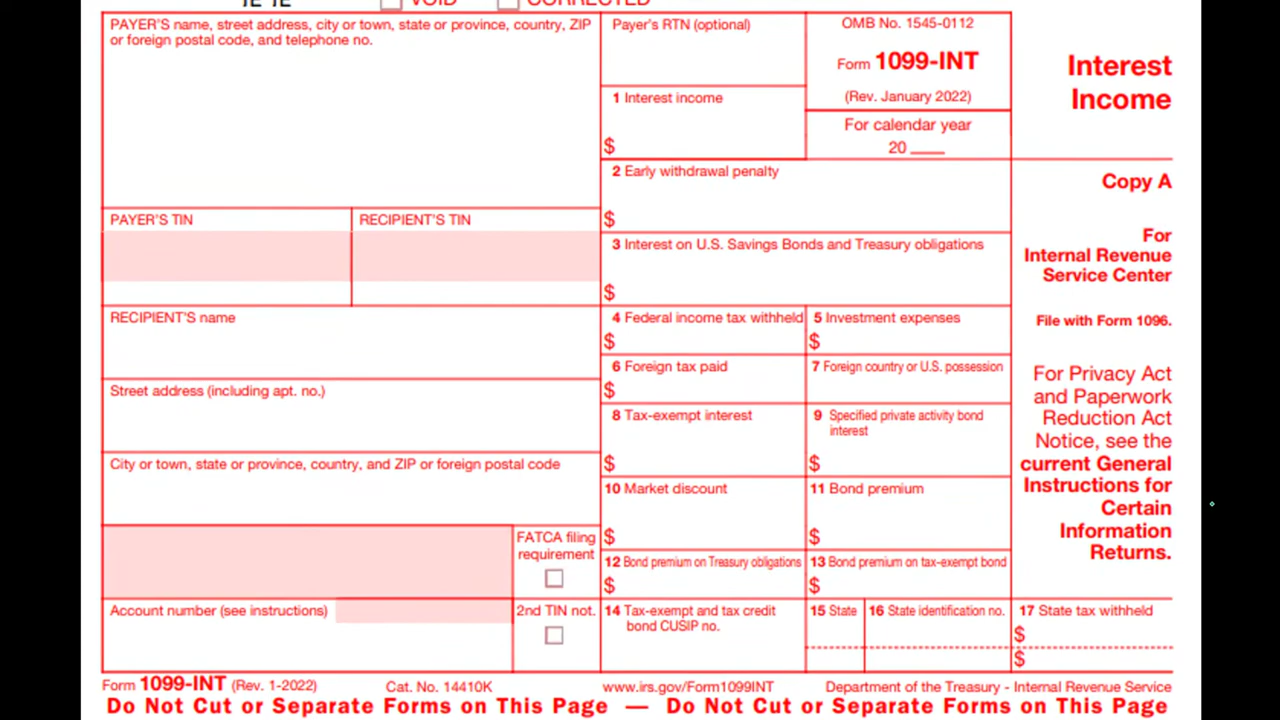 VOID CORRECTED
PAYER'S name, street address, city or town, state or province, country, ZIP
or foreign postal code, and telephone no.
Payer's RTN (optional)
OMB No. 1545-0112
Form 1099-INT
(Rev. January 2022)
For calendar year
20 ____
Interest
Income
1 Interest income
$
2 Early withdrawal penalty
$
Copy A
PAYER'S TIN
RECIPIENT'S TIN
3 Interest on U.S. Savings Bonds and Treasury obligations
$
For
Internal Revenue
Service Center
File with Form 1096.
RECIPIENT'S name
4 Federal income tax withheld
$
5 Investment expenses
$
6 Foreign tax paid
$
7 Foreign country or U.S. possession
For Privacy Act
and Paperwork
Reduction Act
Notice, see the
current General
Instructions for
Certain
Information
Returns.
Street address (including apt. no.)
8 Tax-exempt interest
$
9 Specified private activity bond
interest
$
City or town, state or province, country, and ZIP or foreign postal code
10 Market discount
$
11 Bond premium
$
FATCA filing
requirement
12 Bond premium on Treasury obligations
$
13 Bond premium on tax-exempt bond
$
Account number (see instructions)
2nd TIN not.
14 Tax-exempt and tax credit
bond CUSIP no.
15 State
16 State identification no.
17 State tax withheld
$
$
Form 1099-INT (Rev. 1-2022)
Cat. No. 14410K
www.irs.gov/Form1099INT
Department of the Treasury - Internal Revenue Service
Do Not Cut or Separate Forms on This Page — Do Not Cut or Separate Forms on This Page